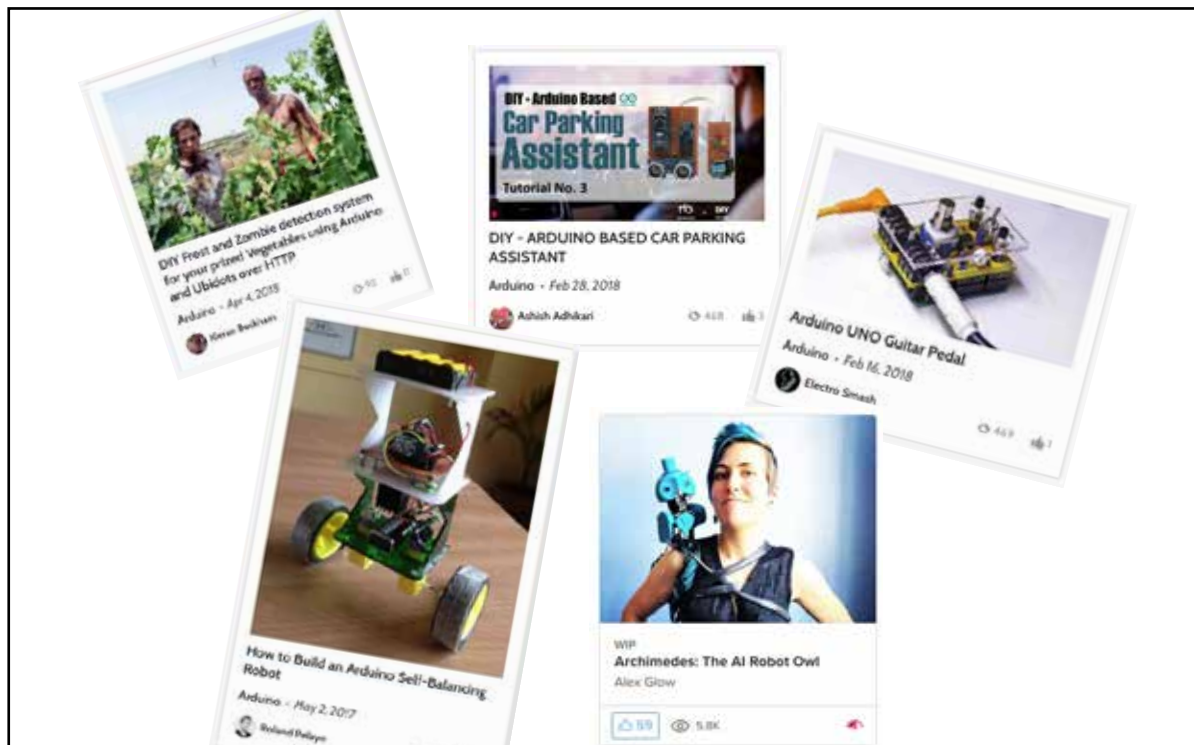 DIY Frost and Zombie detection system
for your prized Vegetables using Arduino
and Ubidots over HTTP
Arduino - Apr 4, 2018
DIY - Arduino Based
Car Parking
Assistant
Tutorial No. 3
DIY - ARDUINO BASED CAR PARKING
ASSISTANT
Arduino - Feb 28, 2018
Ashish Adhikari
468 3
Arduino UNO Guitar Pedal
Arduino - Feb 16, 2018
Electro Smash
469 1
How to Build an Arduino Self-Balancing
Robot
Arduino - May 2, 2017
Roland Pelayo
WIP
Archimedes: The AI Robot Owl
Alex Glow
59 5.8K